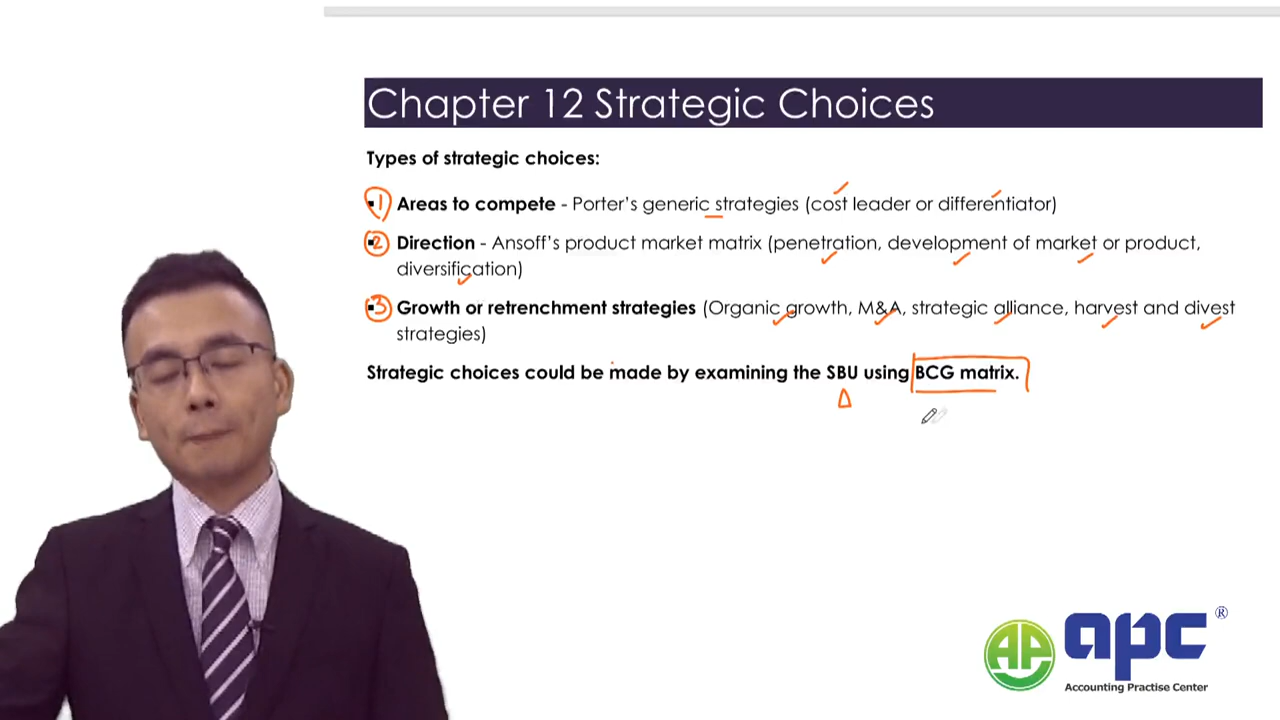 Chapter 12 Strategic Choices
Types of strategic choices:
1 Areas to compete - Porter's generic strategies (cost leader or differentiator)
2 Direction - Ansoff's product market matrix (penetration, development of market or product,
diversification)
3 Growth or retrenchment strategies (Organic growth, M&A, strategic alliance, harvest and divest
strategies)
Strategic choices could be made by examining the SBU using BCG matrix.
AP apc ®
Accounting Practise Center